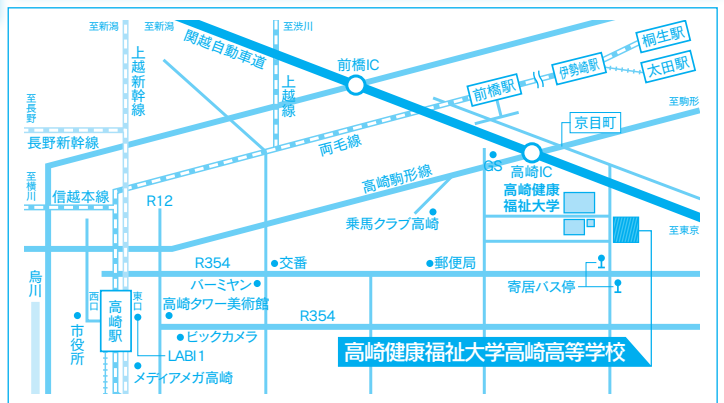 至新潟
至新潟
至渋川
関越自動車道
上越新幹線
上越線
前橋IC
前橋駅
伊勢崎駅
桐生駅
太田駅
至長野
長野新幹線
両毛線
至駒形
京目町
GS
高崎IC
高崎駒形線
高崎健康
福祉大学
至横川
信越本線
R12
乗馬クラブ高崎
至東京
R354
交番
郵便局
バーミヤン
寄居バス停
烏川
西口
高崎駅
東口
高崎タワー美術館
R354
市役所
ビックカメラ
LABI1
メディアメガ高崎
高崎健康福祉大学高崎高等学校